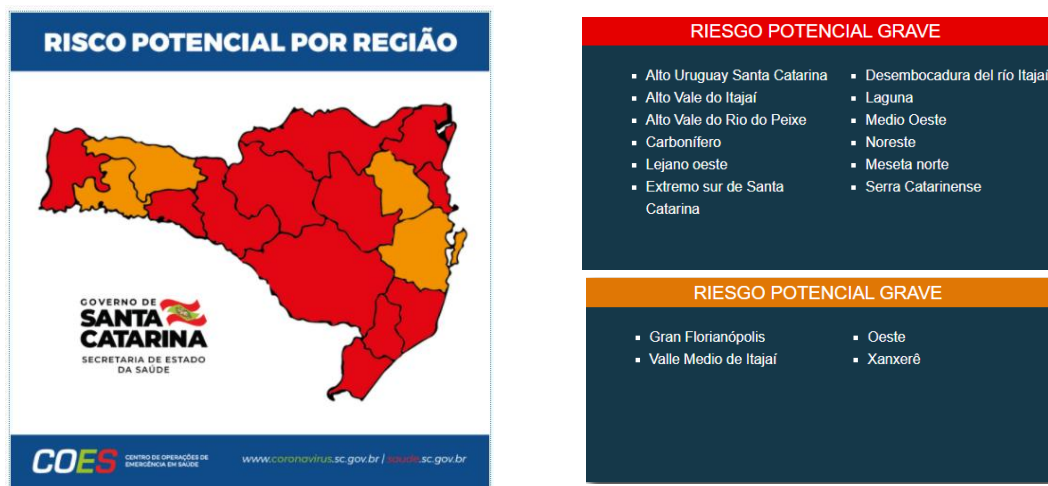 RISCO POTENCIAL POR REGIÃO
GOVERNO DE
SANTA
CATARINA
SECRETARIA DE ESTADO
DA SAÚDE
COES CENTRO DE OPERAÇÕES DE
EMERGÊNCIA EM SAÚDE
www.coronavirus.sc.gov.br | saude.sc.gov.br
RIESGO POTENCIAL GRAVE
Alto Uruguay Santa Catarina
Alto Vale do Itajaí
Alto Vale do Rio do Peixe
Carbonífero
Lejano oeste
Extremo sur de Santa
Catarina
Desembocadura del río Itajaí
Laguna
Medio Oeste
Noreste
Meseta norte
Serra Catarinense
RIESGO POTENCIAL GRAVE
Gran Florianópolis
Valle Medio de Itajaí
Oeste
Xanxerê